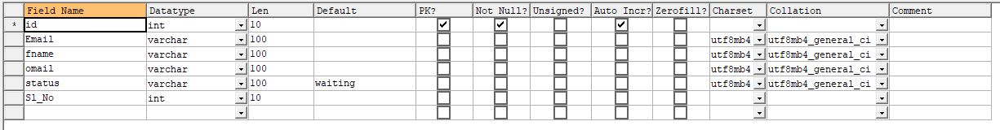 Field Name Datatype Len Default PK? Not Null? Unsigned? Auto Incr? Zerofill? Charset Collation Comment
* id int 10
Email varchar 100 utf8mb4 utf8mb4_general_ci
fname varchar 100 utf8mb4 utf8mb4_general_ci
omail varchar 100 utf8mb4 utf8mb4_general_ci
status varchar 100 waiting utf8mb4 utf8mb4_general_ci
Sl_No int 10